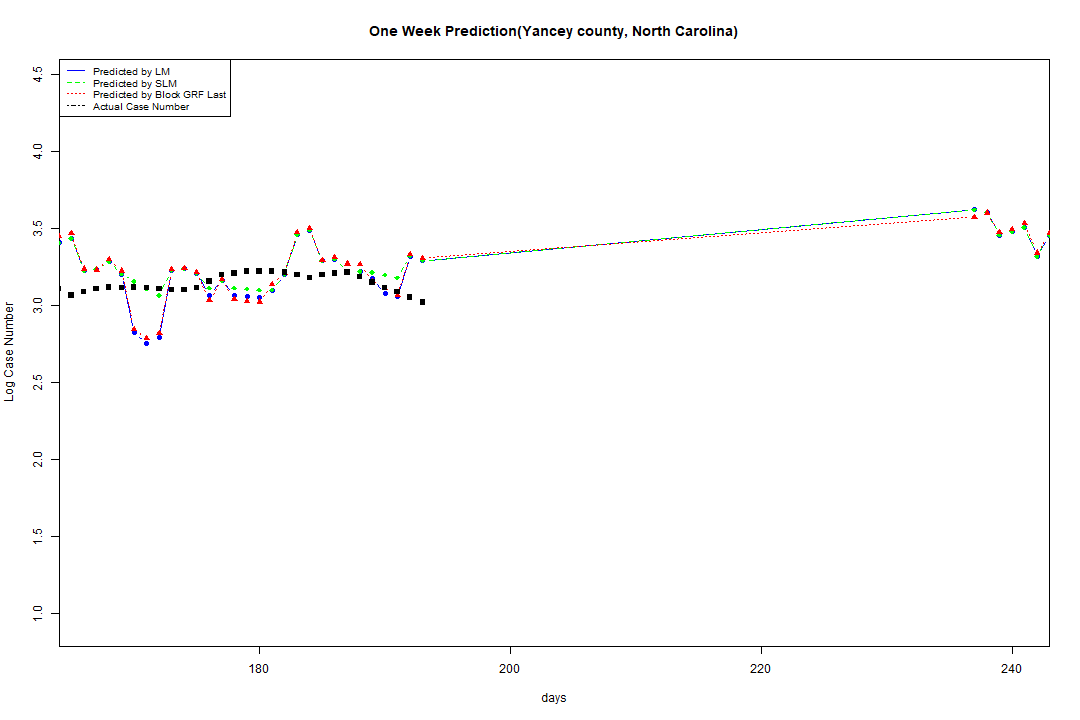 One Week Prediction(Yancey county, North Carolina)
Predicted by LM
Predicted by SLM
Predicted by Block GRF Last
Actual Case Number
Log Case Number
4.5
4.0
3.5
3.0
2.5
2.0
1.5
1.0
180 200 220 240
days